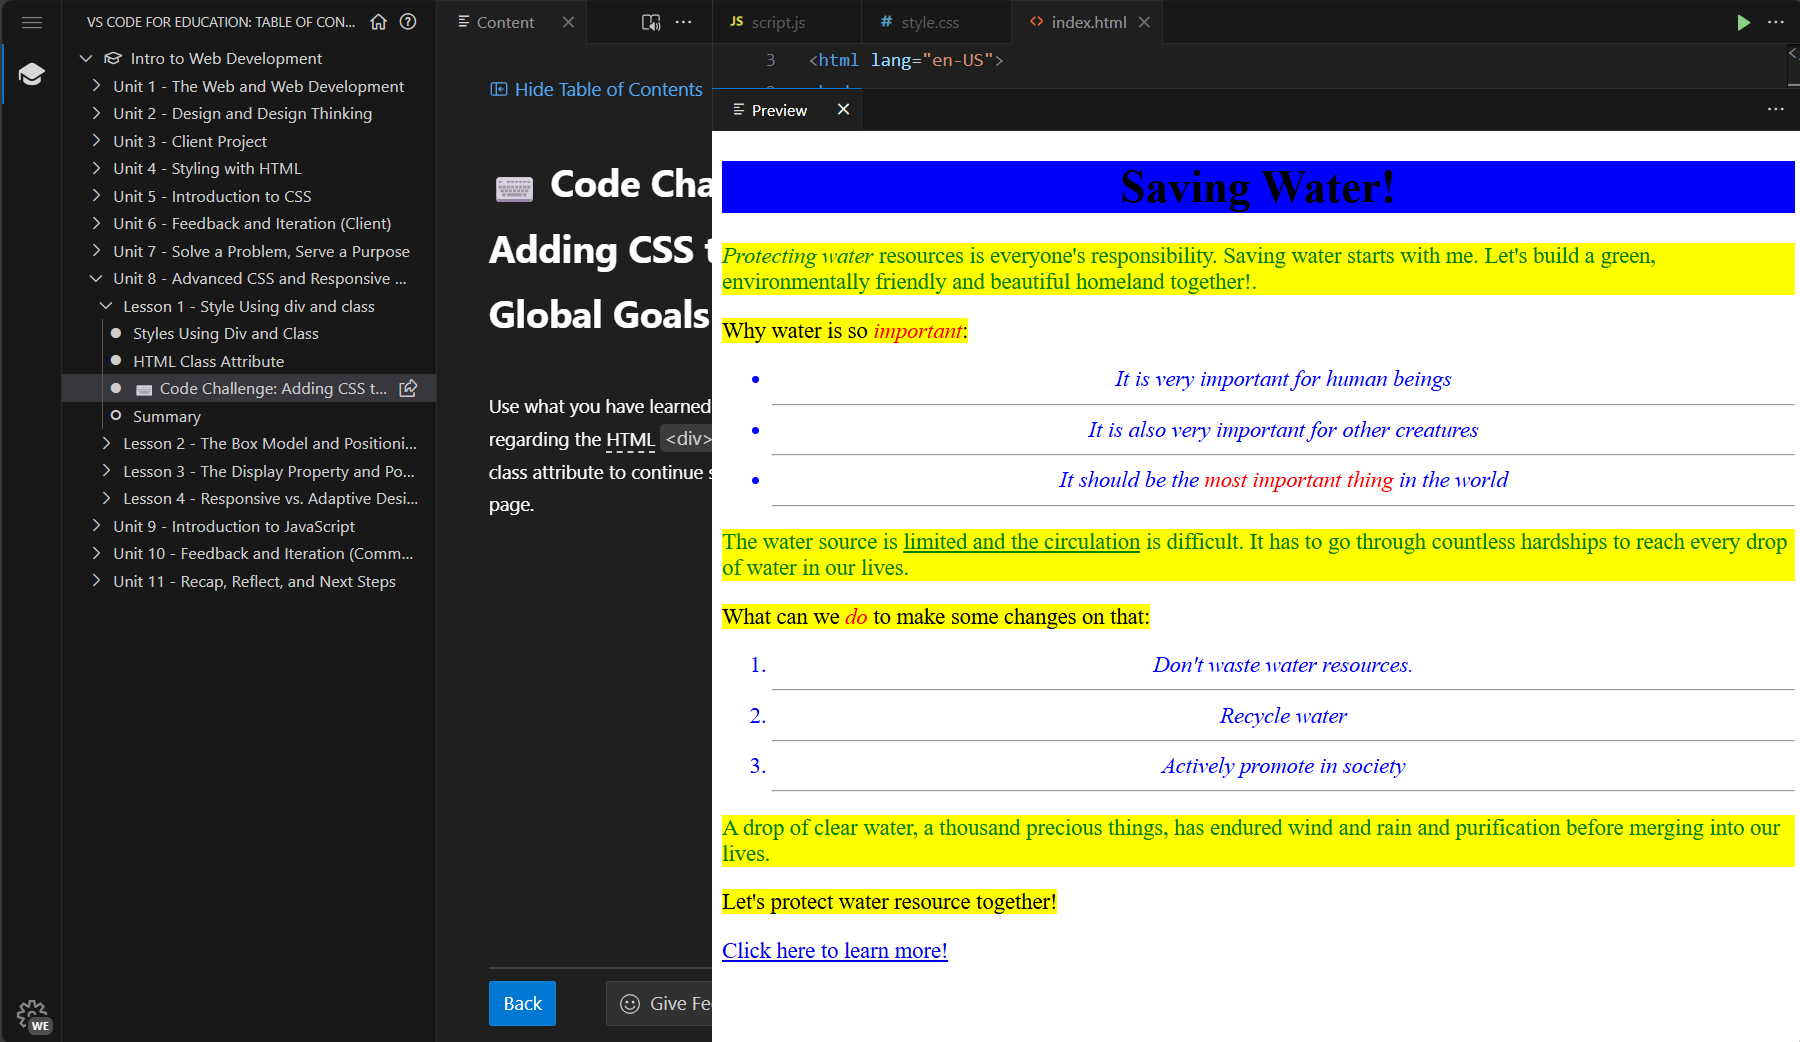 VS CODE FOR EDUCATION: TABLE OF CON...
Intro to Web Development
Unit 1 - The Web and Web Development
Unit 2 - Design and Design Thinking
Unit 3 - Client Project
Unit 4 - Styling with HTML
Unit 5 - Introduction to CSS
Unit 6 - Feedback and Iteration (Client)
Unit 7 - Solve a Problem, Serve a Purpose
Unit 8 - Advanced CSS and Responsive ...
Lesson 1 - Style Using div and class
Styles Using Div and Class
HTML Class Attribute
Code Challenge: Adding CSS t...
Summary
Lesson 2 - The Box Model and Positioni...
Lesson 3 - The Display Property and Po...
Lesson 4 - Responsive vs. Adaptive Desi...
Unit 9 - Introduction to JavaScript
Unit 10 - Feedback and Iteration (Comm...
Unit 11 - Recap, Reflect, and Next Steps
WE
Content
Hide Table of Contents
Code Cha
Adding CSS t
Global Goals
Use what you have learned
regarding the HTML <div>
class attribute to continue s
page.
Back
Give Fe
JS script.js
# style.css
<> index.html
3 <html lang="en-US">
Preview
Saving Water!
Protecting water resources is everyone's responsibility. Saving water starts with me. Let's build a green,
environmentally friendly and beautiful homeland together!.
Why water is so important:
It is very important for human beings
It is also very important for other creatures
It should be the most important thing in the world
The water source is limited and the circulation is difficult. It has to go through countless hardships to reach every drop
of water in our lives.
What can we do to make some changes on that:
1. Don't waste water resources.
2. Recycle water
3. Actively promote in society
A drop of clear water, a thousand precious things, has endured wind and rain and purification before merging into our
lives.
Let's protect water resource together!
Click here to learn more!